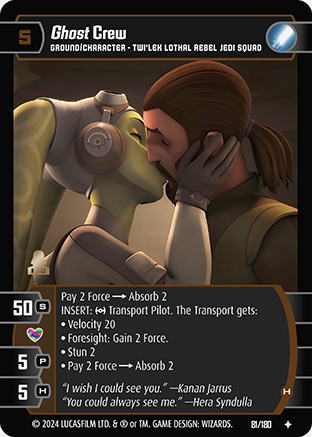 5
Ghost Crew
GROUND/CHARACTER - TWI'LEK LOTHAL REBEL JEDI SQUAD
50 S
5 P
5 H
Pay 2 Force → Absorb 2
INSERT: Transport Pilot. The Transport gets:
• Velocity 20
• Foresight: Gain 2 Force.
• Stun 2
• Pay 2 Force → Absorb 2
"I wish I could see you." —Kanan Jarrus
"You could always see me." —Hera Syndulla
H
© 2024 LUCASFILM LTD. & ® or TM. GAME DESIGN: WIZARDS.
81/180